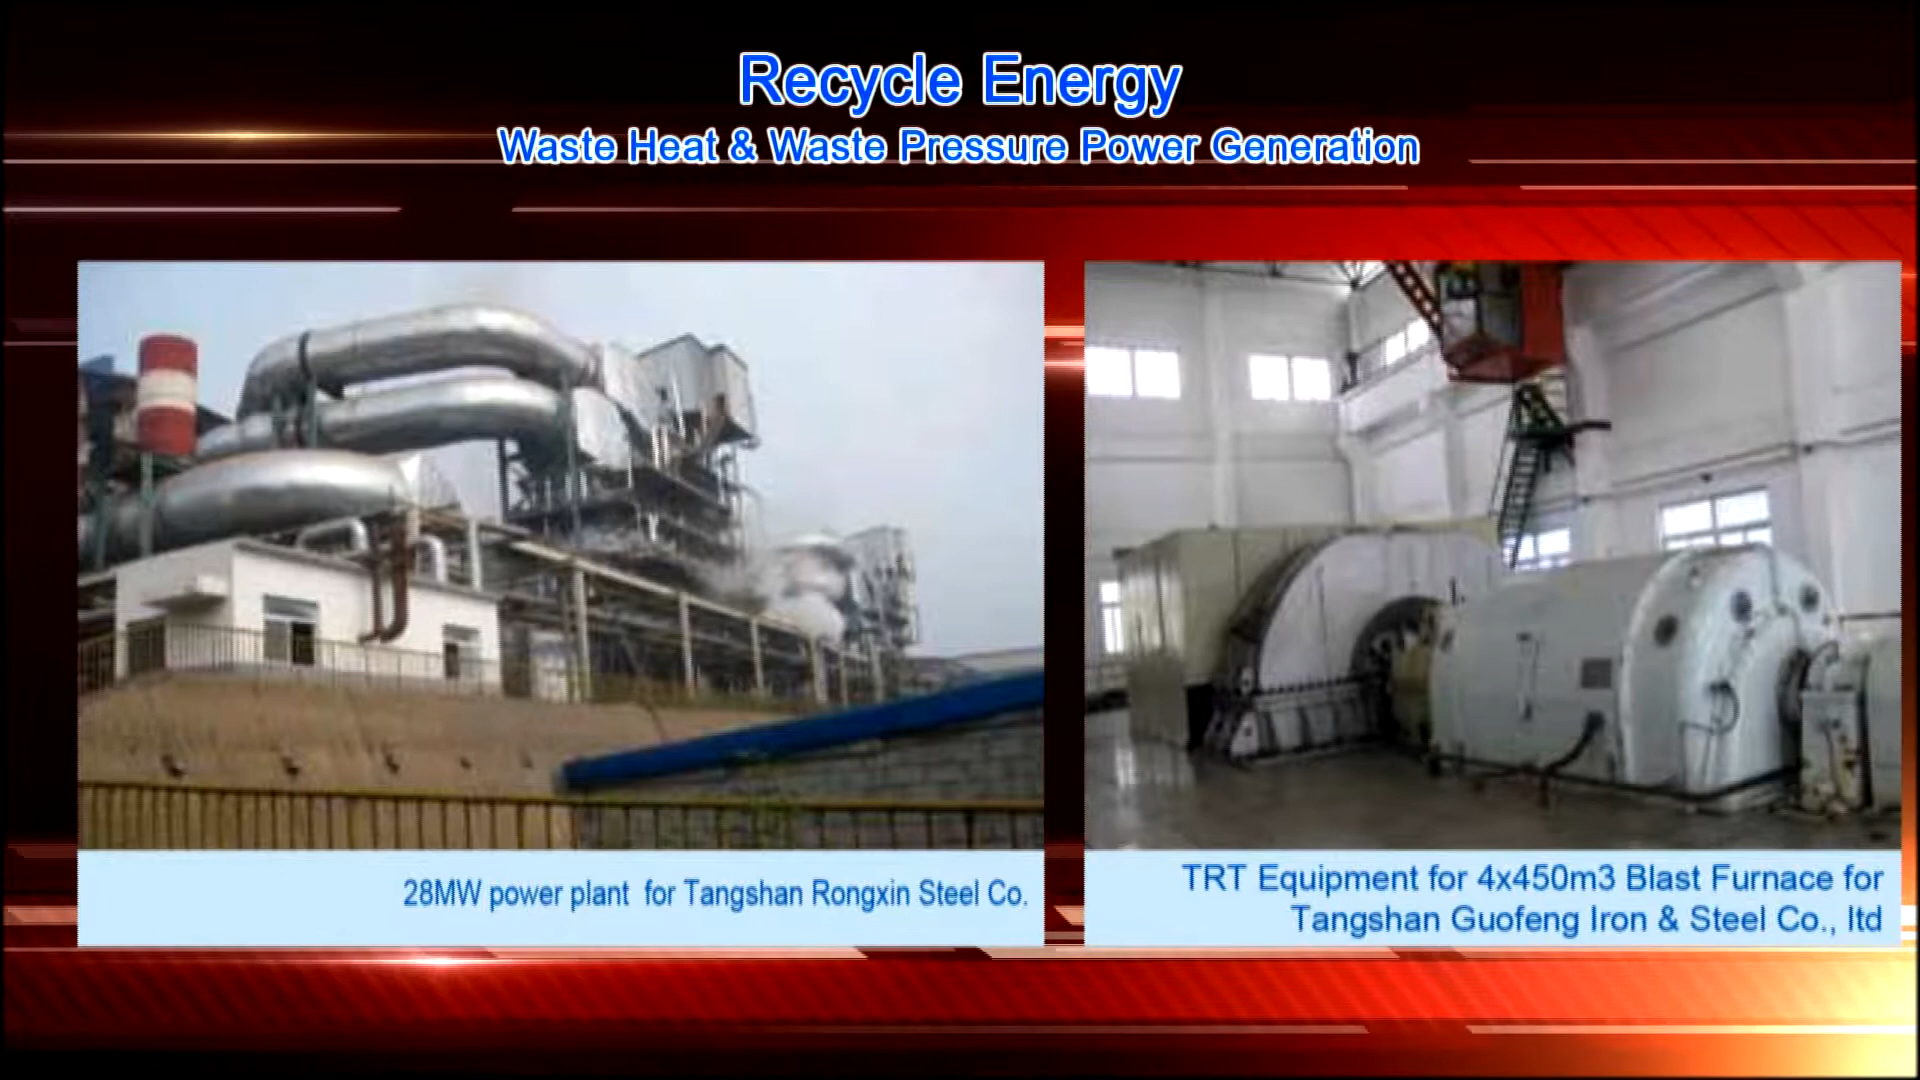 Recycle Energy
Waste Heat & Waste Pressure Power Generation
28MW power plant for Tangshan Rongxin Steel Co.
TRT Equipment for 4x450m3 Blast Furnace for
Tangshan Guofeng Iron & Steel Co., ltd